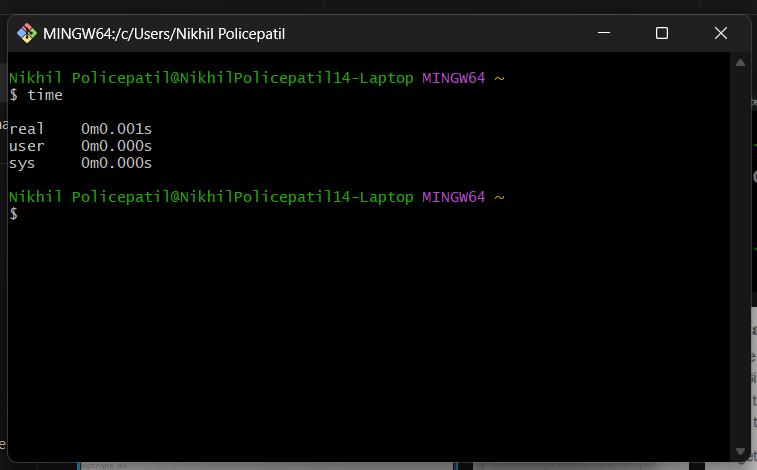 MINGW64:/c/Users/Nikhil Policepatil
Nikhil Policepatil@NikhilPolicepatil14-Laptop MINGW64 ~
$ time
real 0m0.001s
user 0m0.000s
sys 0m0.000s
Nikhil Policepatil@NikhilPolicepatil14-Laptop MINGW64 ~
$